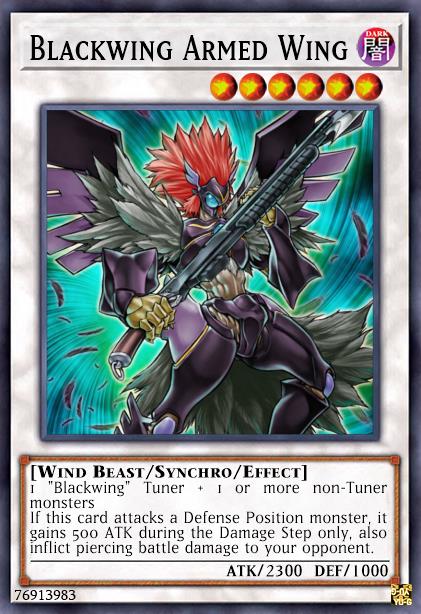 BLACKWING ARMED WING
DARK
闇
[WIND BEAST/SYNCHRO/EFFECT]
1 "Blackwing" Tuner + 1 or more non-Tuner
monsters
If this card attacks a Defense Position monster, it
gains 500 ATK during the Damage Step only, also
inflict piercing battle damage to your opponent.
ATK/2300 DEF/1000
76913983